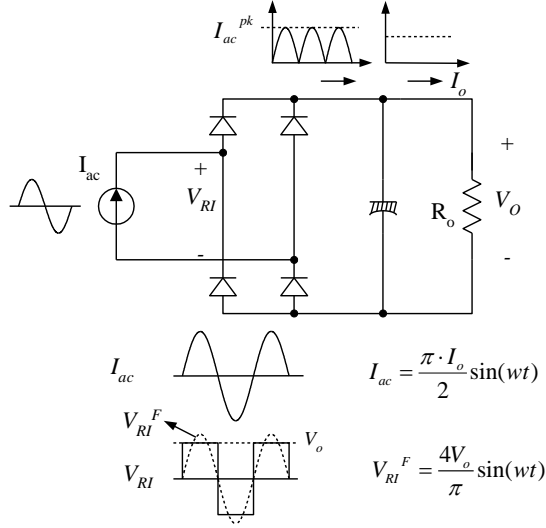 I_ac^pk
I_o
I_ac
+
V_RI
-
+
R_o
V_O
-
I_ac
I_ac = π·I_o / 2 sin(wt)
V_RI^F
V_o
V_RI
V_RI^F = 4V_o / π sin(wt)